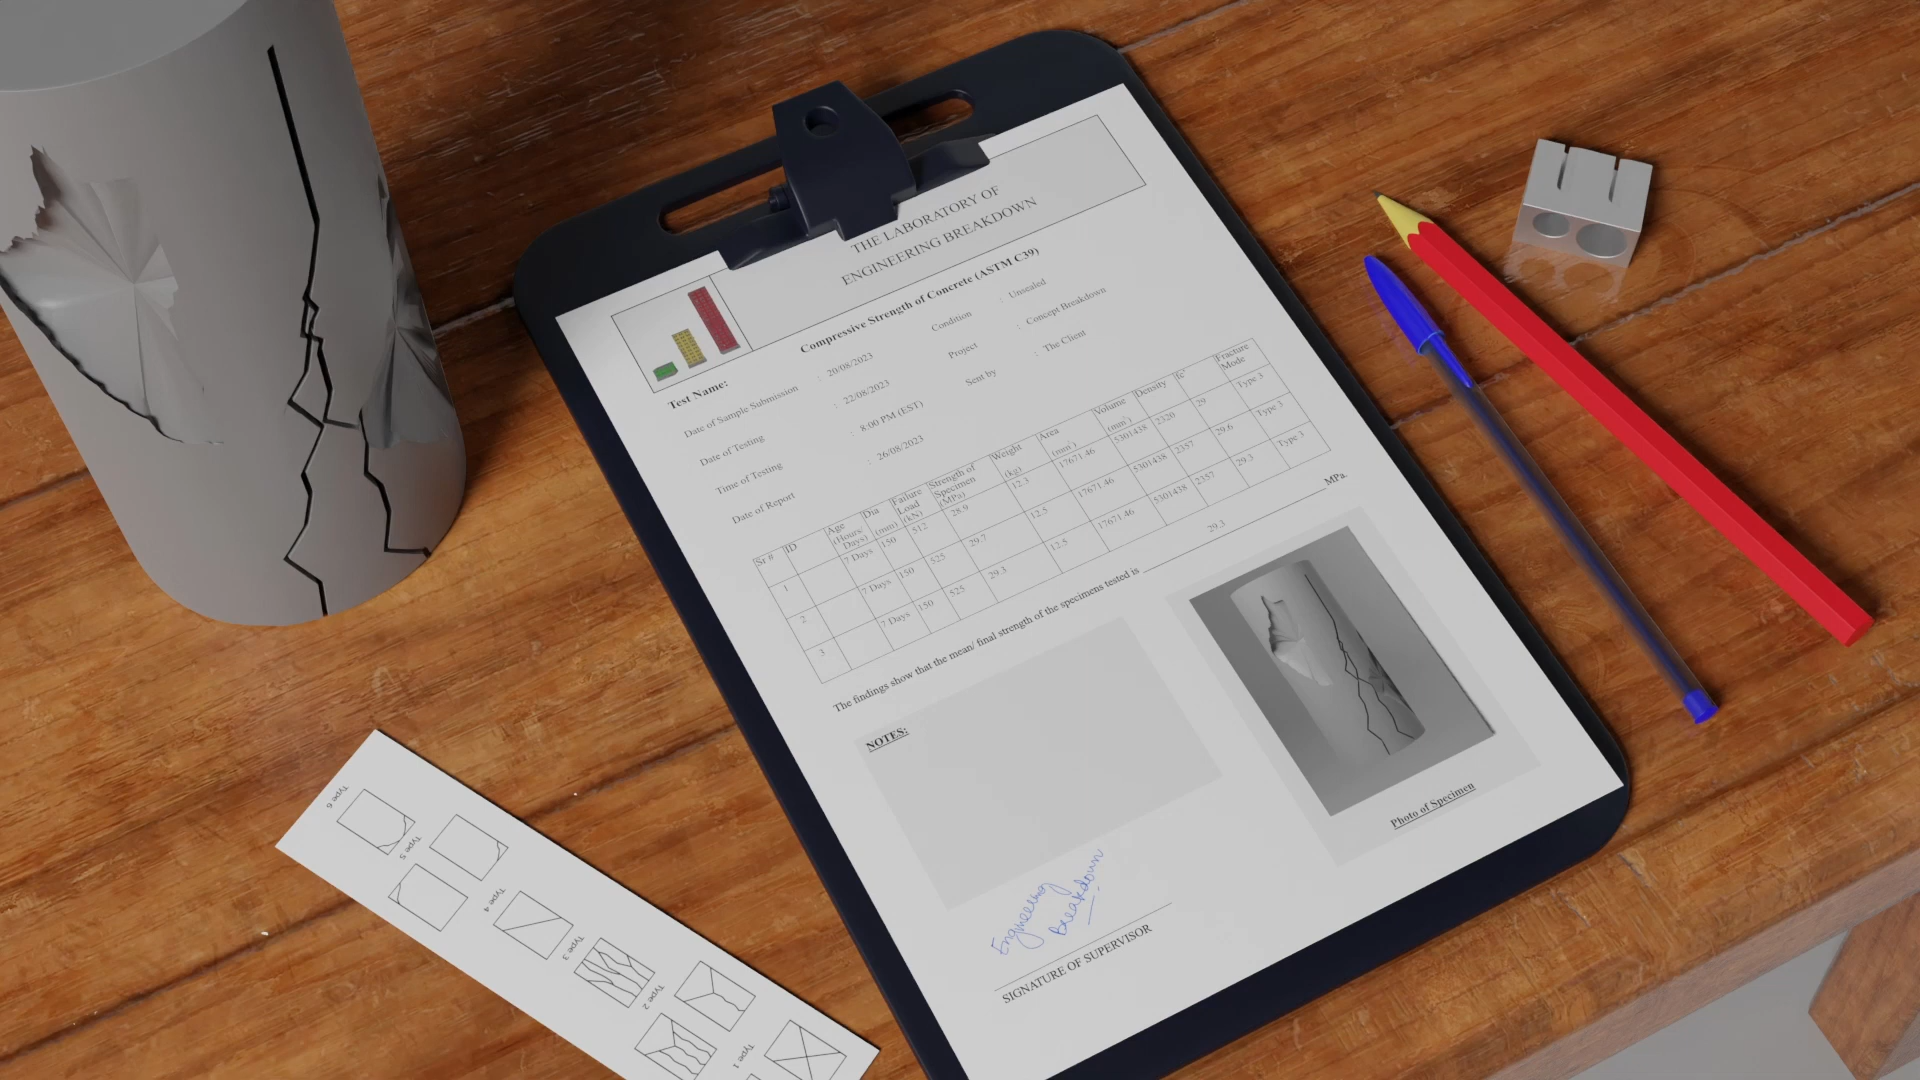 THE LABORATORY OF
ENGINEERING BREAKDOWN
Compressive Strength of Concrete (ASTM C39)
Test Name:
Date of Sample Submission : 20/08/2023 Condition : Unsealed
Date of Testing : 22/08/2023 Project : Concept Breakdown
Time of Testing : 8:00 PM (EST) Sent by : The Client
Date of Report : 26/08/2023
Sr # ID Age (Hours/ Days) Dia (mm) Failure Load (kN) Strength of Specimen (MPa) Weight (kg) Area (mm²) Volume (mm³) Density fc' Fracture Mode
1 7 Days 150 512 28.9 12.3 17671.46 5301438 2320 29 Type 3
2 7 Days 150 525 29.7 12.5 17671.46 5301438 2357 29.6 Type 3
3 7 Days 150 525 29.3 12.5 17671.46 5301438 2357 29.3 Type 3
The findings show that the mean/ final strength of the specimens tested is 29.3 MPa.
NOTES:
Photo of Specimen
Engineering
Breakdown
SIGNATURE OF SUPERVISOR
Type 6
Type 5
Type 4
Type 3
Type 2
Type 1